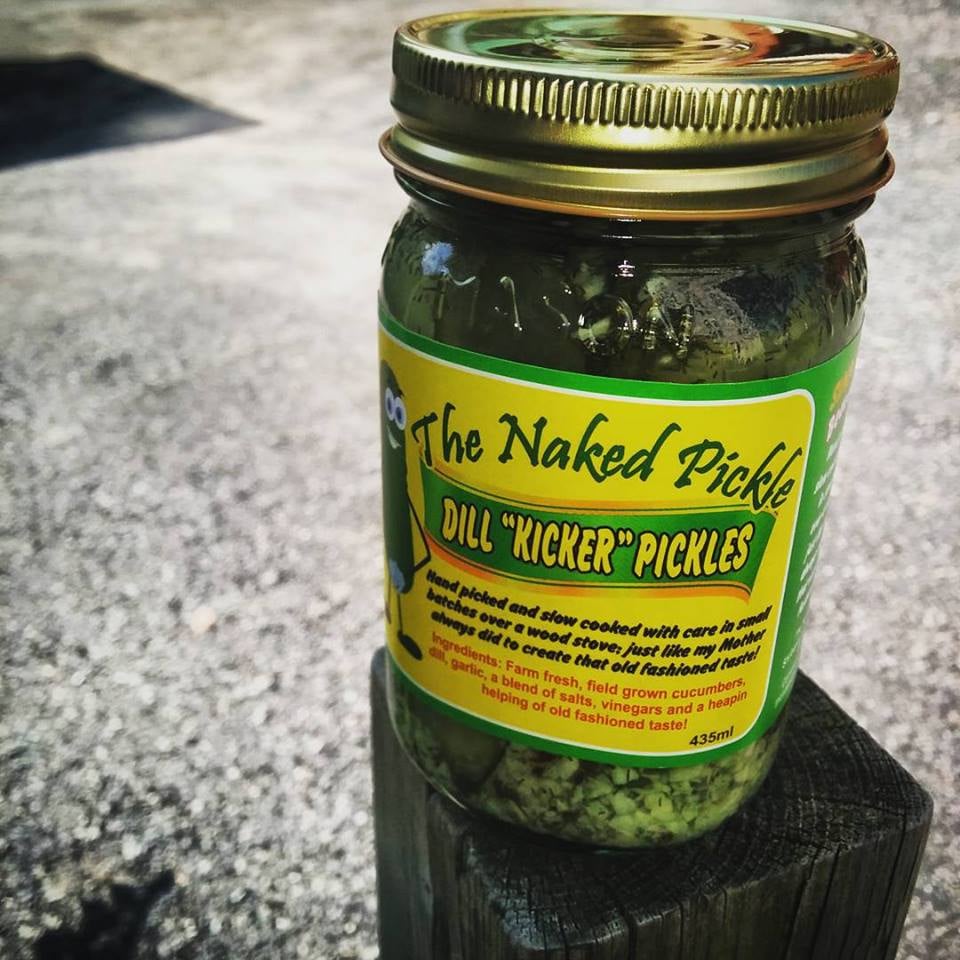 The Naked Pickle
DILL "KICKER" PICKLES
Hand picked and slow cooked with care in small
batches over a wood stove; just like my Mother
always did to create that old fashioned taste!
Ingredients: Farm fresh, field grown cucumbers,
dill, garlic, a blend of salts, vinegars and a heapin
helping of old fashioned taste!
435ml